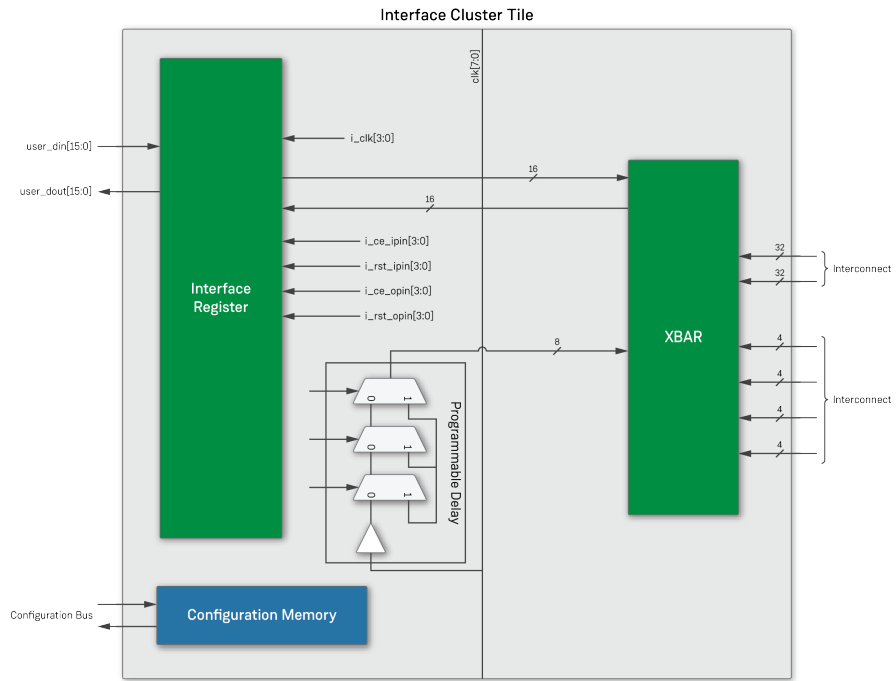 Interface Cluster Tile
clk[7:0]
user_din[15:0]
i_clk[3:0]
user_dout[15:0]
16
16
i_ce_ipin[3:0]
i_rst_ipin[3:0]
i_ce_opin[3:0]
i_rst_opin[3:0]
Interface
Register
32
32
Interconnect
XBAR
8
4
4
4
4
Interconnect
0
1
0
1
0
1
Programmable Delay
Configuration Bus
Configuration Memory